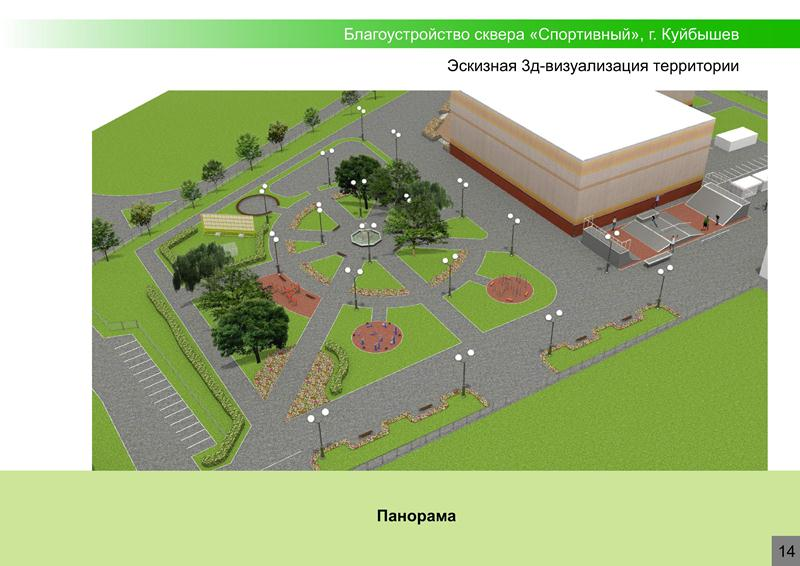 Благоустройство сквера «Спортивный», г. Куйбышев
Эскизная 3д-визуализация территории
Панорама
14